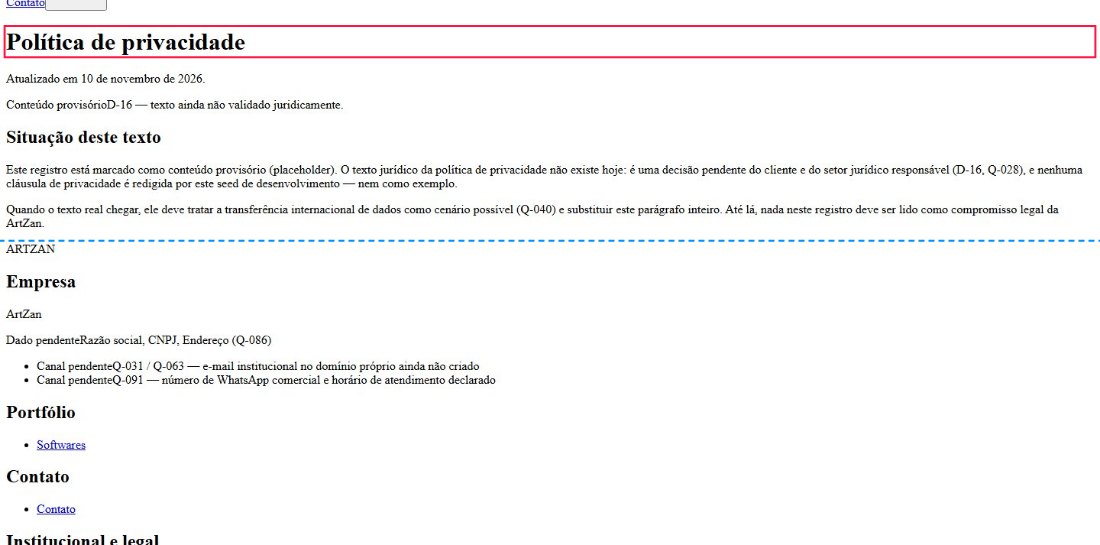 Contato
Política de privacidade
Atualizado em 10 de novembro de 2026.
Conteúdo provisórioD-16 — texto ainda não validado juridicamente.
Situação deste texto
Este registro está marcado como conteúdo provisório (placeholder). O texto jurídico da política de privacidade não existe hoje: é uma decisão pendente do cliente e do setor jurídico responsável (D-16, Q-028), e nenhuma
cláusula de privacidade é redigida por este seed de desenvolvimento — nem como exemplo.
Quando o texto real chegar, ele deve tratar a transferência internacional de dados como cenário possível (Q-040) e substituir este parágrafo inteiro. Até lá, nada neste registro deve ser lido como compromisso legal da
ArtZan.
ARTZAN
Empresa
ArtZan
Dado pendenteRazão social, CNPJ, Endereço (Q-086)
Canal pendenteQ-031 / Q-063 — e-mail institucional no domínio próprio ainda não criado
Canal pendenteQ-091 — número de WhatsApp comercial e horário de atendimento declarado
Portfólio
Softwares
Contato
Contato
Institucional e legal